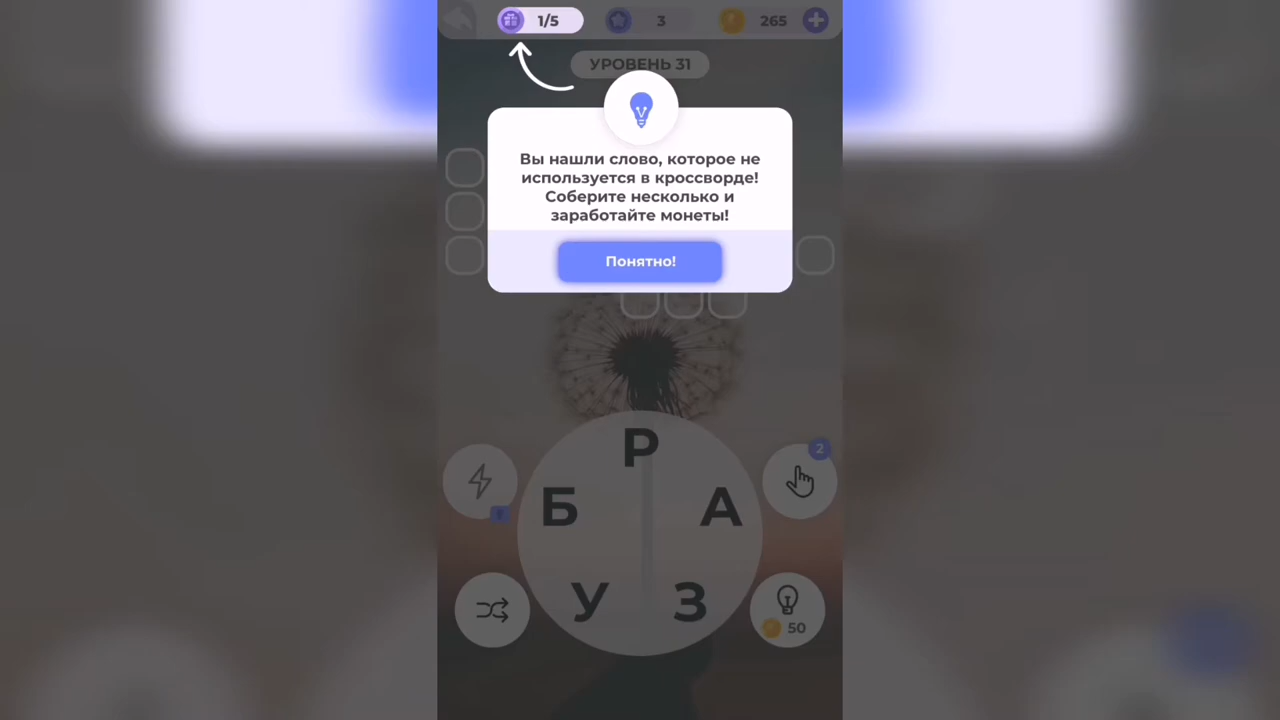 1/5
3
265
УРОВЕНЬ 31
Вы нашли слово, которое не
используется в кроссворде!
Соберите несколько и
заработайте монеты!
Понятно!
Р
Б
А
У
З
2
50